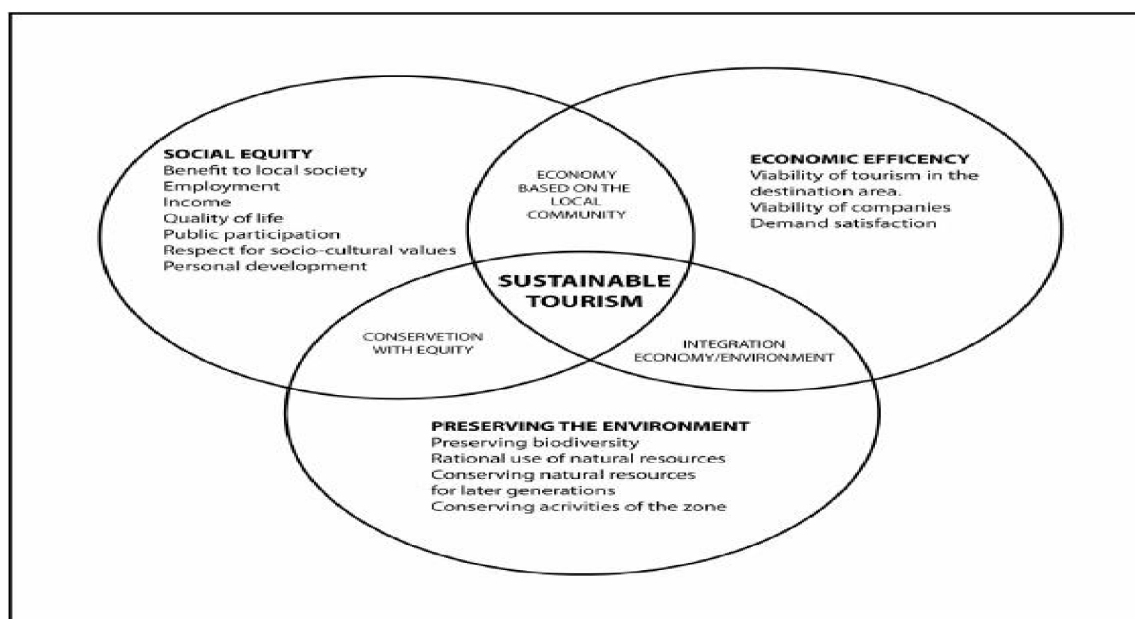 SOCIAL EQUITY
Benefit to local society
Employment
Income
Quality of life
Public participation
Respect for socio-cultural values
Personal development
ECONOMY
BASED ON THE
LOCAL
COMMUNITY
ECONOMIC EFFICENCY
Viability of tourism in the
destination area.
Viability of companies
Demand satisfaction
SUSTAINABLE
TOURISM
CONSERVETION
WITH EQUITY
INTEGRATION
ECONOMY/ENVIRONMENT
PRESERVING THE ENVIRONMENT
Preserving biodiversity
Rational use of natural resources
Conserving natural resources
for later generations
Conserving acrivities of the zone